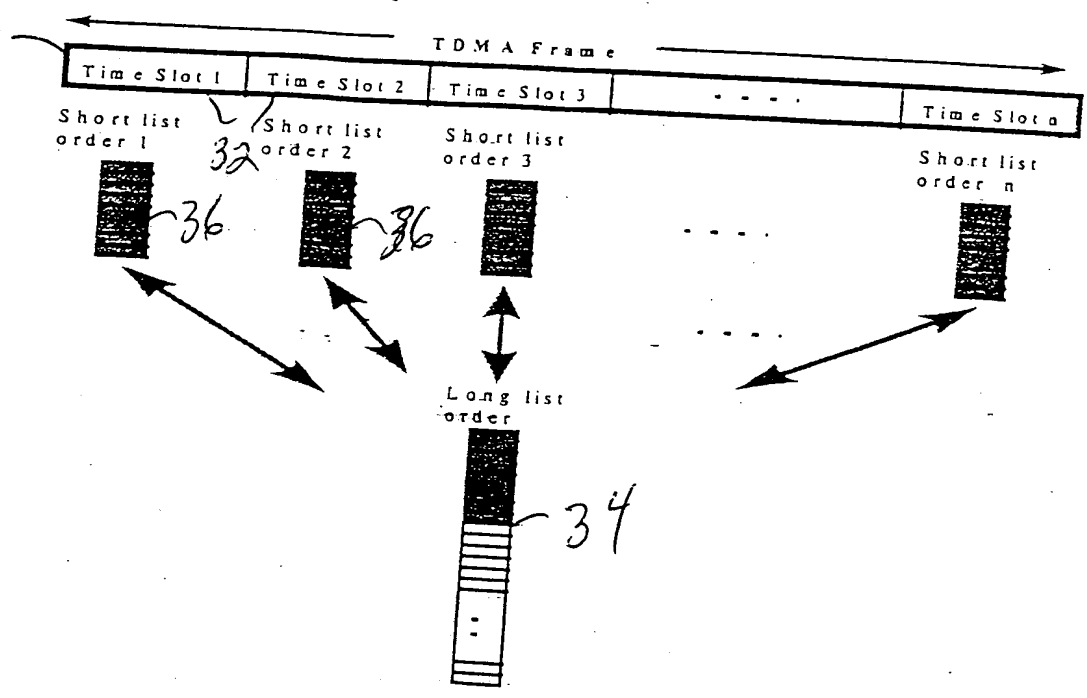 TDMA Frame
Time Slot 1 Time Slot 2 Time Slot 3 - - - - Time Slot n
Short list
order 1
Short list
order 2
Short list
order 3
Short list
order n
32
36
36
- - - -
- - - -
Long list
order
34